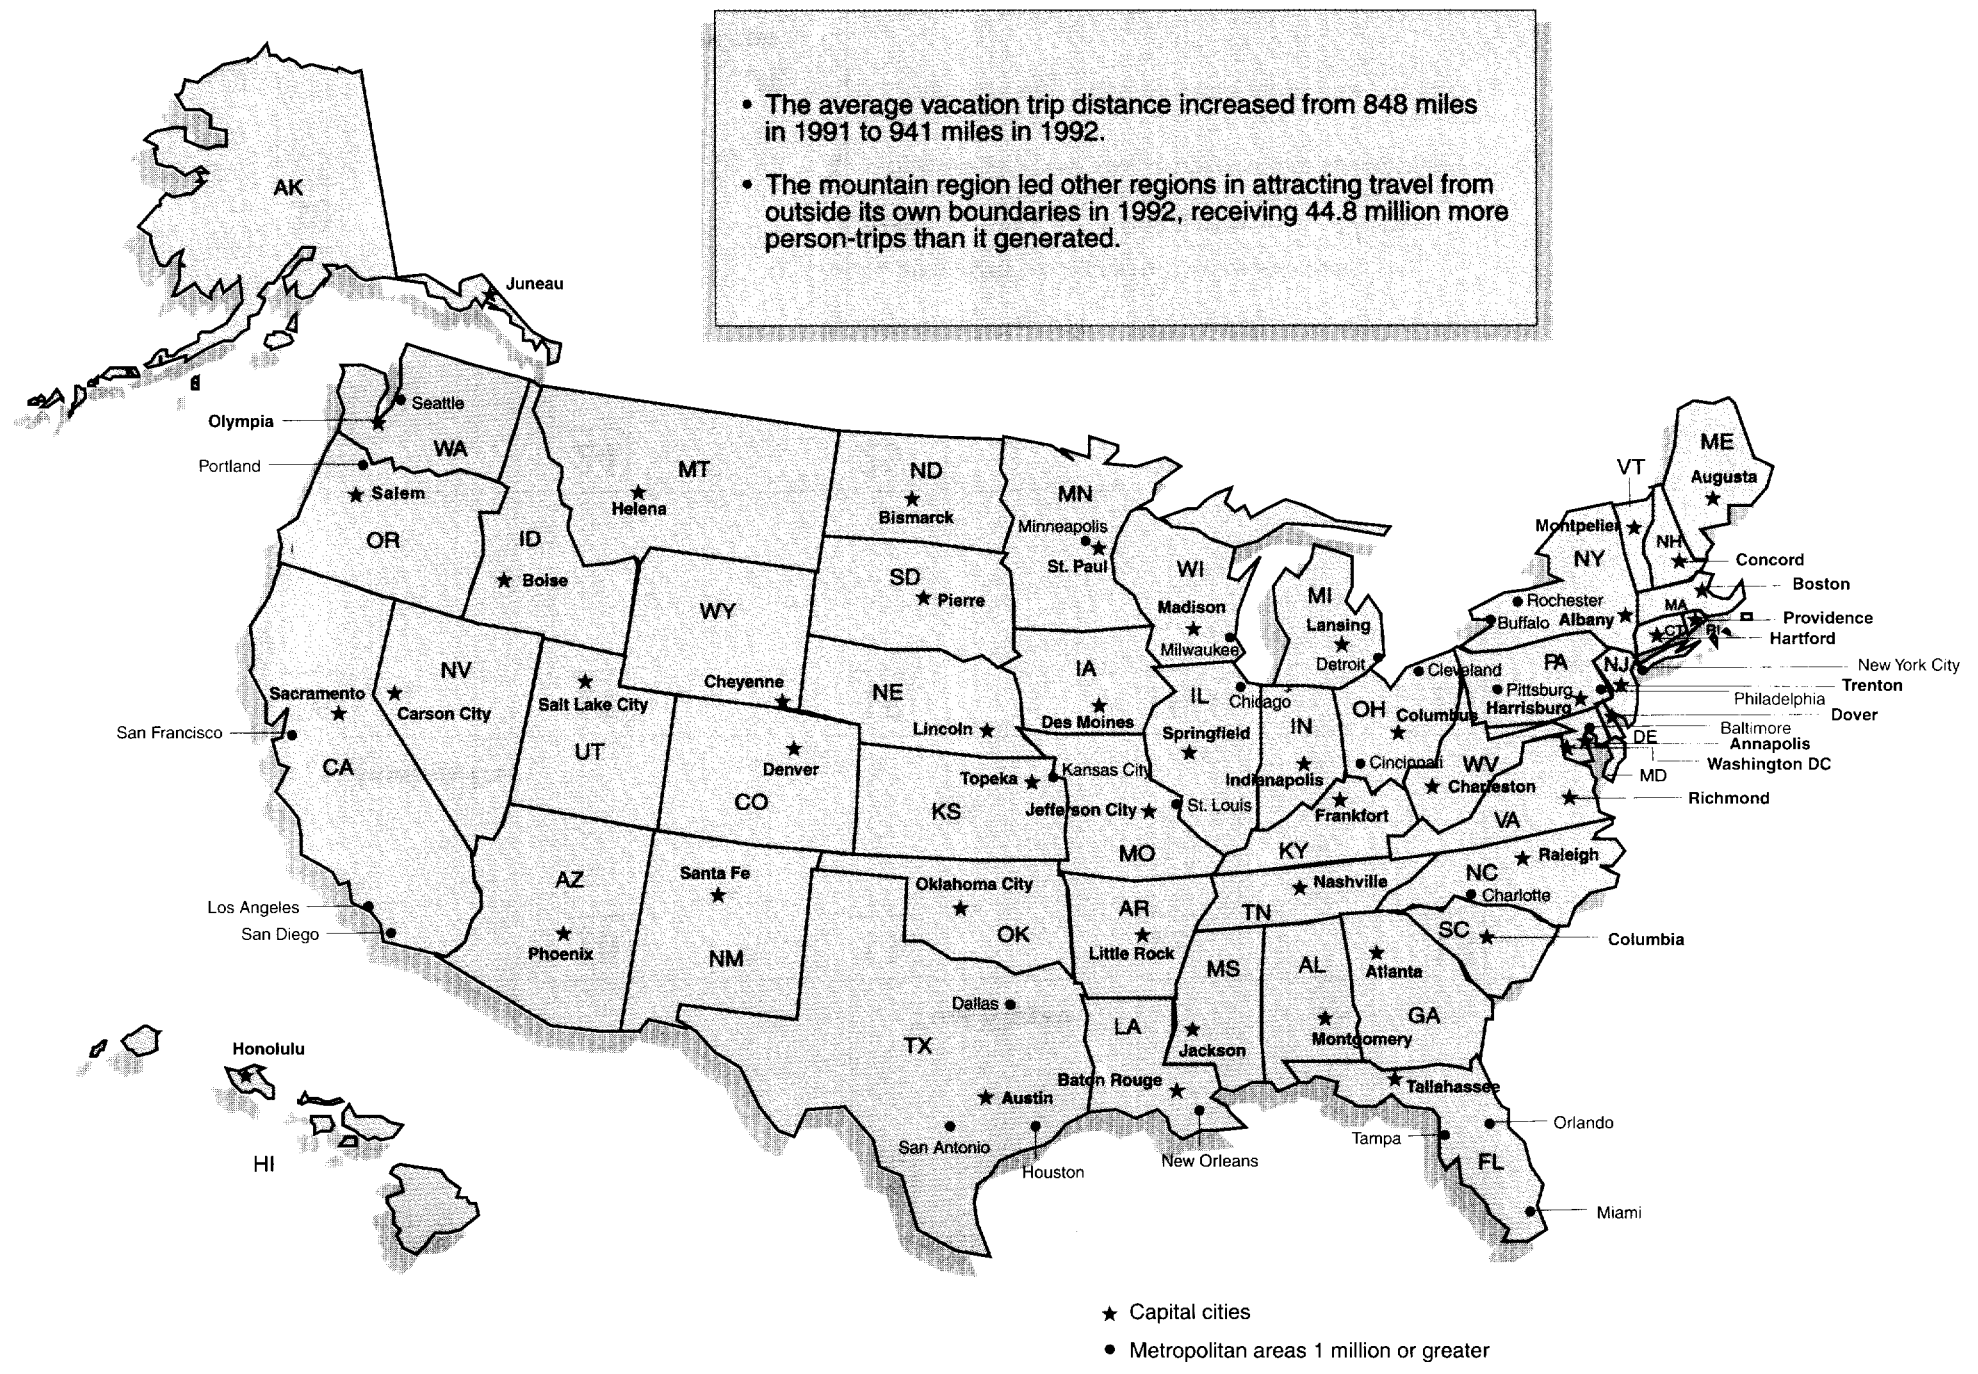 • The average vacation trip distance increased from 848 miles
in 1991 to 941 miles in 1992.
• The mountain region led other regions in attracting travel from
outside its own boundaries in 1992, receiving 44.8 million more
person-trips than it generated.
AK
Juneau
Seattle
Olympia
WA
Portland
Salem
OR
MT
Helena
ID
Boise
ND
Bismarck
MN
Minneapolis
St. Paul
SD
Pierre
WY
Cheyenne
WI
Madison
Milwaukee
MI
Lansing
Detroit
ME
Augusta
VT
Montpelier
NH
Concord
NY
Rochester
Buffalo
Albany
Boston
MA
Providence
CT
RI
Hartford
New York City
NJ
Trenton
PA
Pittsburg
Harrisburg
Philadelphia
Dover
Baltimore
DE
Annapolis
Washington DC
MD
Richmond
VA
WV
Charleston
Cleveland
OH
Columbus
Cincinnati
IN
Indianapolis
IL
Chicago
Springfield
IA
Des Moines
NE
Lincoln
NV
Carson City
Sacramento
San Francisco
CA
Salt Lake City
UT
Denver
CO
Topeka
KS
Kansas City
Jefferson City
St. Louis
MO
Frankfort
KY
Nashville
TN
NC
Raleigh
Charlotte
SC
Columbia
Los Angeles
San Diego
AZ
Phoenix
Santa Fe
NM
Oklahoma City
OK
AR
Little Rock
MS
Jackson
AL
Montgomery
Atlanta
GA
Dallas
TX
Austin
San Antonio
Houston
LA
Baton Rouge
New Orleans
Tallahassee
Orlando
Tampa
FL
Miami
Honolulu
HI
★ Capital cities
• Metropolitan areas 1 million or greater